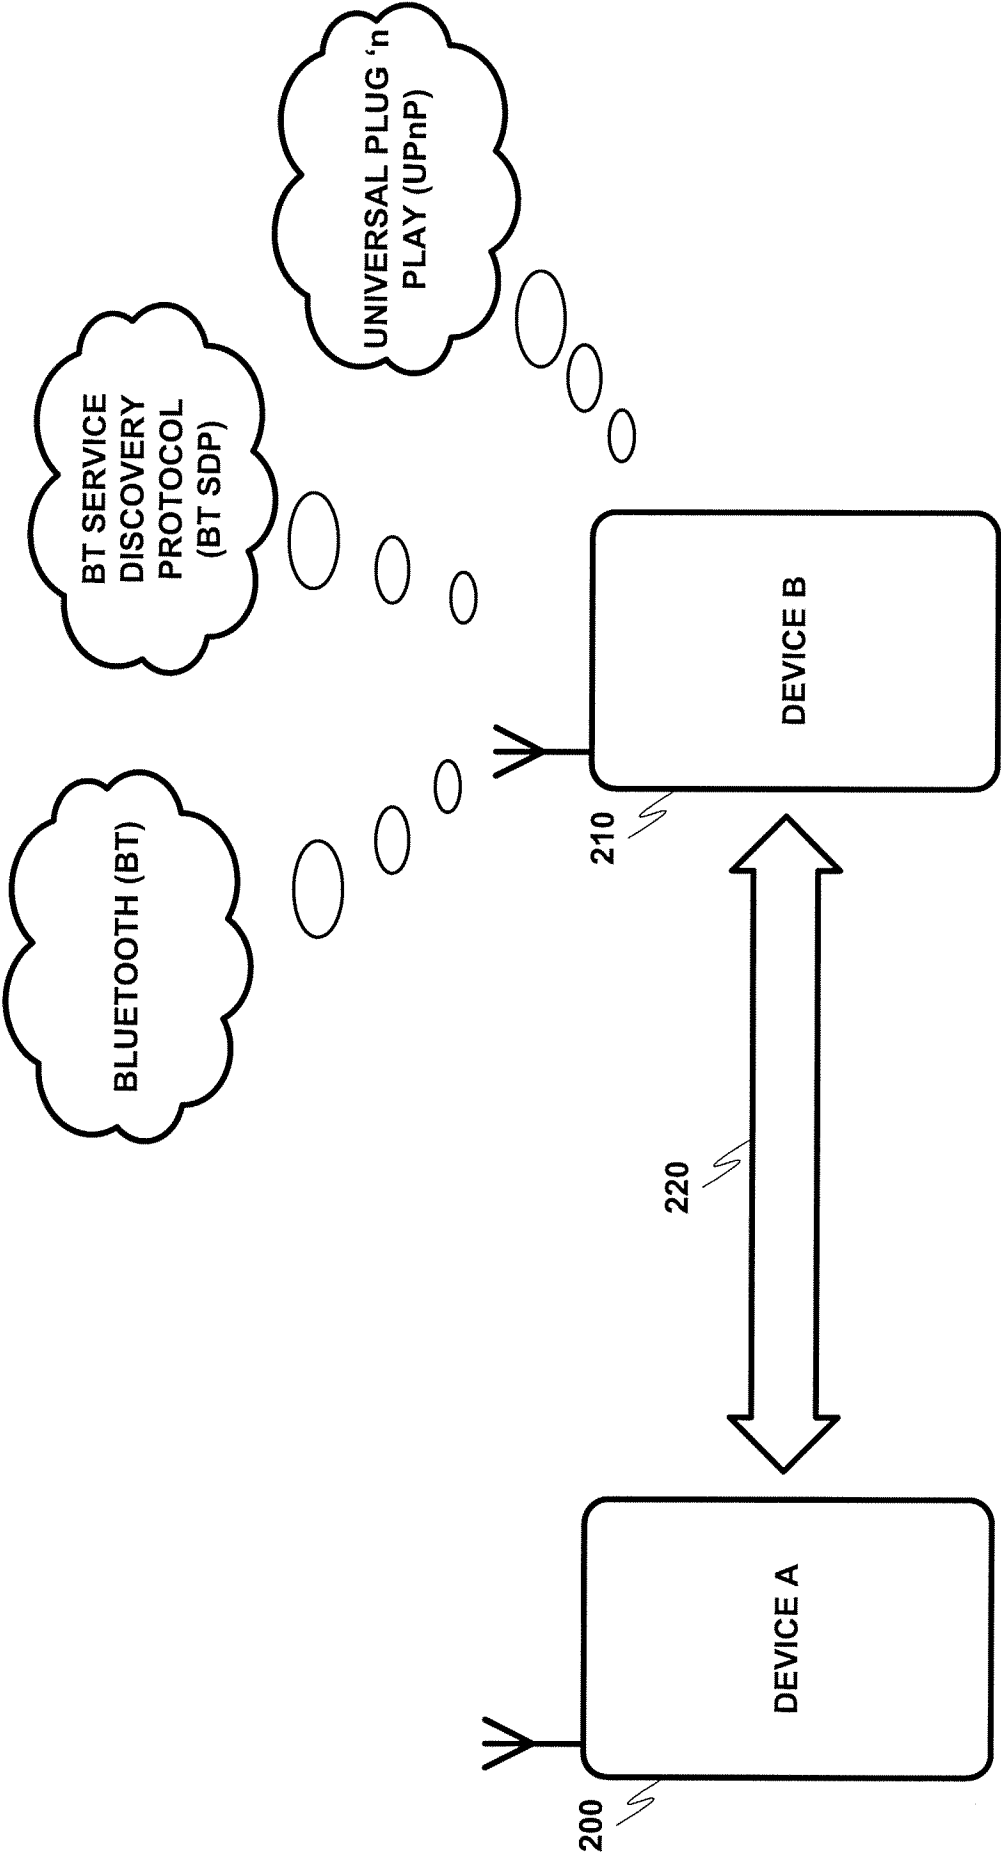 BLUETOOTH (BT)
BT SERVICE
DISCOVERY
PROTOCOL
(BT SDP)
UNIVERSAL PLUG ‘n
PLAY (UPnP)
200
DEVICE A
220
210
DEVICE B